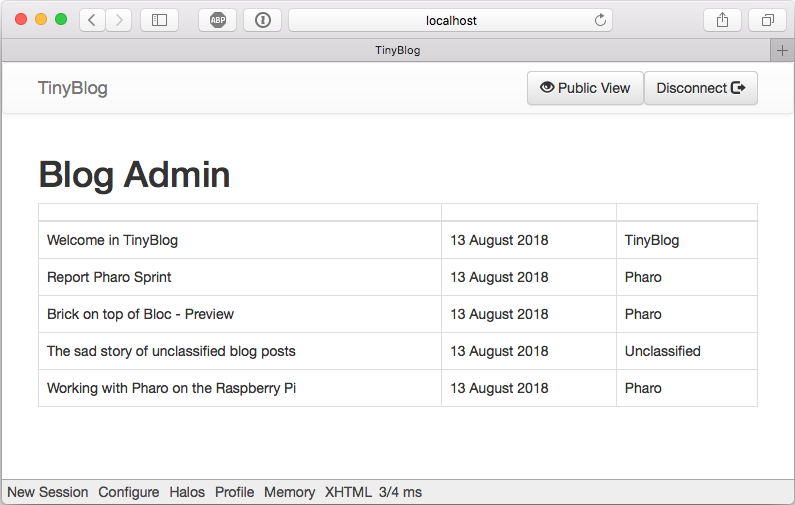 ABP
localhost
TinyBlog
TinyBlog Public View Disconnect
Blog Admin
Welcome in TinyBlog 13 August 2018 TinyBlog
Report Pharo Sprint 13 August 2018 Pharo
Brick on top of Bloc - Preview 13 August 2018 Pharo
The sad story of unclassified blog posts 13 August 2018 Unclassified
Working with Pharo on the Raspberry Pi 13 August 2018 Pharo
New Session Configure Halos Profile Memory XHTML 3/4 ms